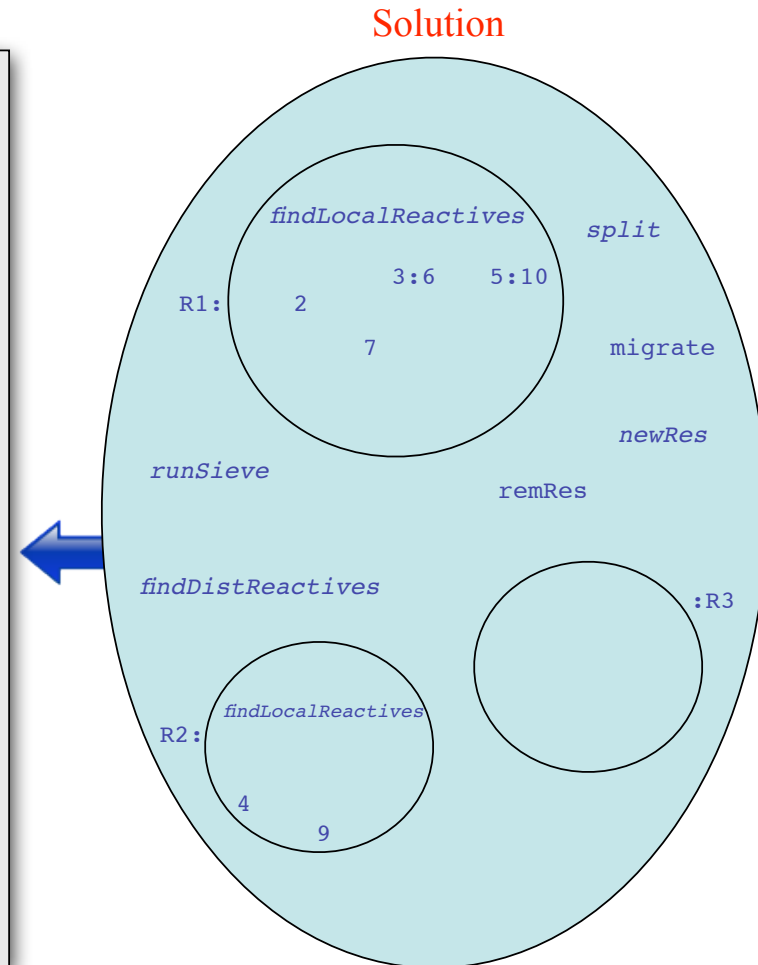 Solution
findLocalReactives
split
3:6 5:10
R1: 2
7
migrate
newRes
runSieve
remRes
findDistReactives
:R3
findLocalReactives
R2:
4
9